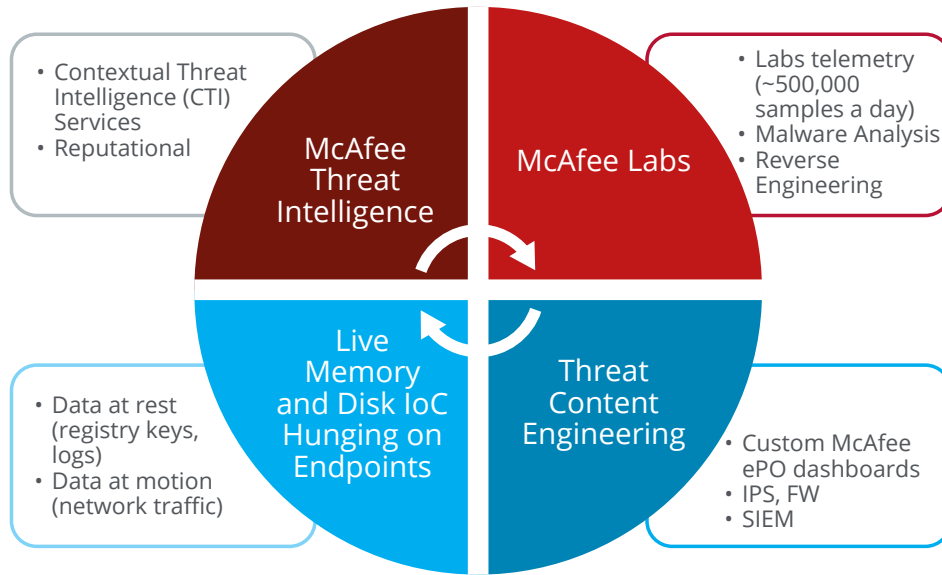 • Contextual Threat
Intelligence (CTI)
Services
• Reputational
McAfee
Threat
Intelligence
McAfee Labs
• Labs telemetry
(~500,000
samples a day)
• Malware Analysis
• Reverse
Engineering
• Data at rest
(registry keys,
logs)
• Data at motion
(network traffic)
Live
Memory
and Disk IoC
Hunging on
Endpoints
Threat
Content
Engineering
• Custom McAfee
ePO dashboards
• IPS, FW
• SIEM